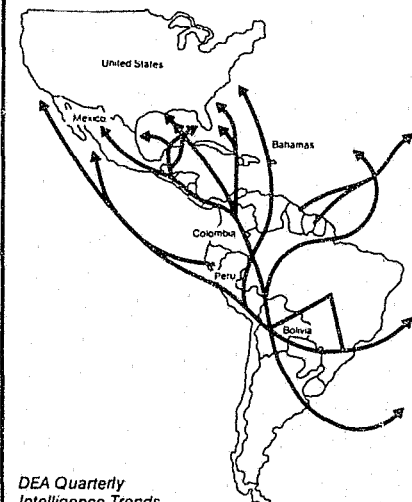 United States
Mexico
Bahamas
Colombia
Peru
Bolivia
DEA Quarterly
Intelligence Trends